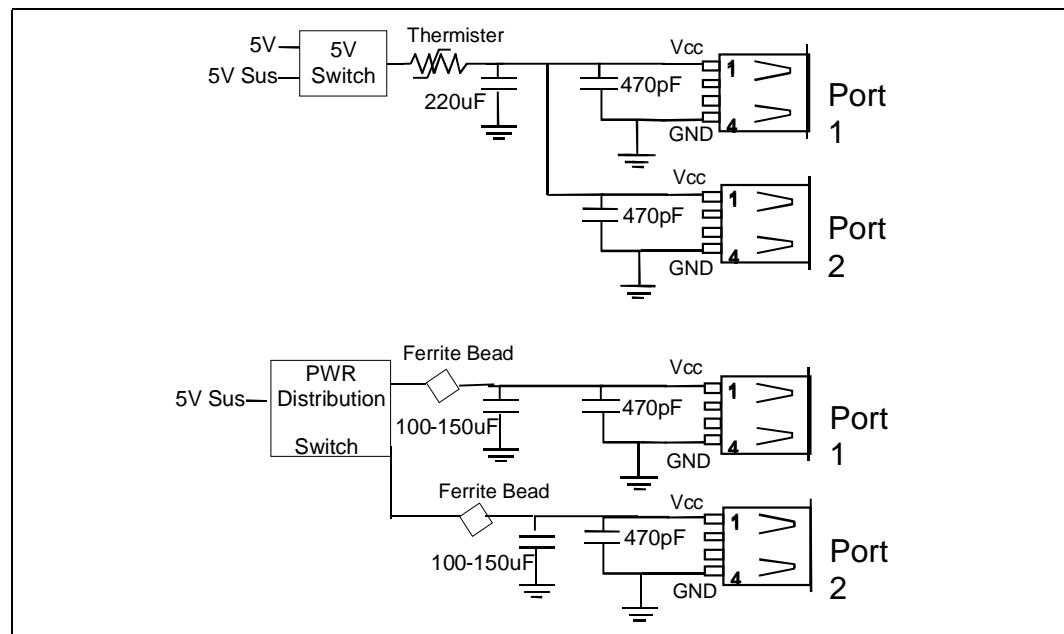 Thermister
5V
5V Sus
5V
Switch
220uF
470pF
Vcc
1
4
GND
Port
1
Vcc
470pF
1
4
GND
Port
2
Ferrite Bead
5V Sus
PWR
Distribution
Switch
100-150uF
470pF
Vcc
1
4
GND
Port
1
Ferrite Bead
100-150uF
470pF
Vcc
1
4
GND
Port
2